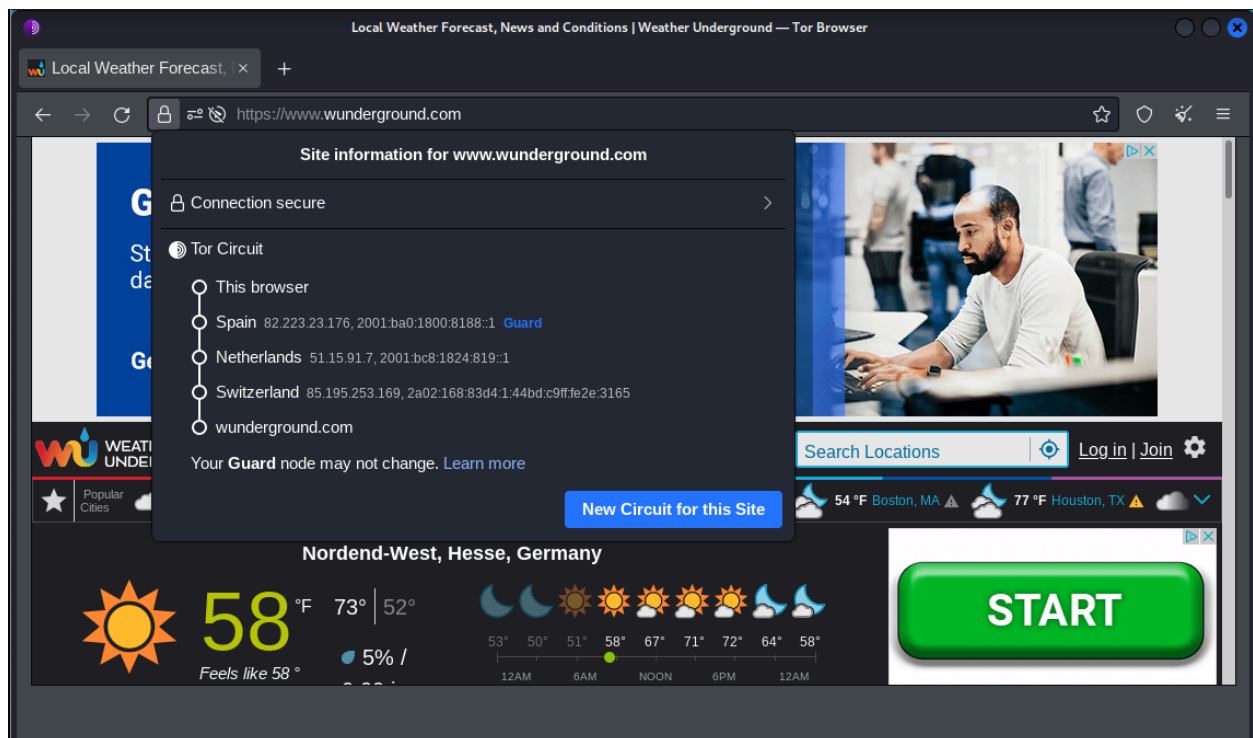 Local Weather Forecast, News and Conditions | Weather Underground — Tor Browser
Local Weather Forecast,
https://www.wunderground.com
Site information for www.wunderground.com
Connection secure
Tor Circuit
This browser
Spain 82.223.23.176, 2001:ba0:1800:8188::1 Guard
Netherlands 51.15.91.7, 2001:bc8:1824:819::1
Switzerland 85.195.253.169, 2a02:168:83d4:1:44bd:c9ff:fe2e:3165
wunderground.com
Your Guard node may not change. Learn more
New Circuit for this Site
G
St
da
Ge
WEATH
UNDE
Search Locations
Log in | Join
Popular
Cities
54 °F Boston, MA
77 °F Houston, TX
Nordend-West, Hesse, Germany
58 °F
73° | 52°
5% /
Feels like 58 °
53° 50° 51° 58° 67° 71° 72° 64° 58°
12AM 6AM NOON 6PM 12AM
START